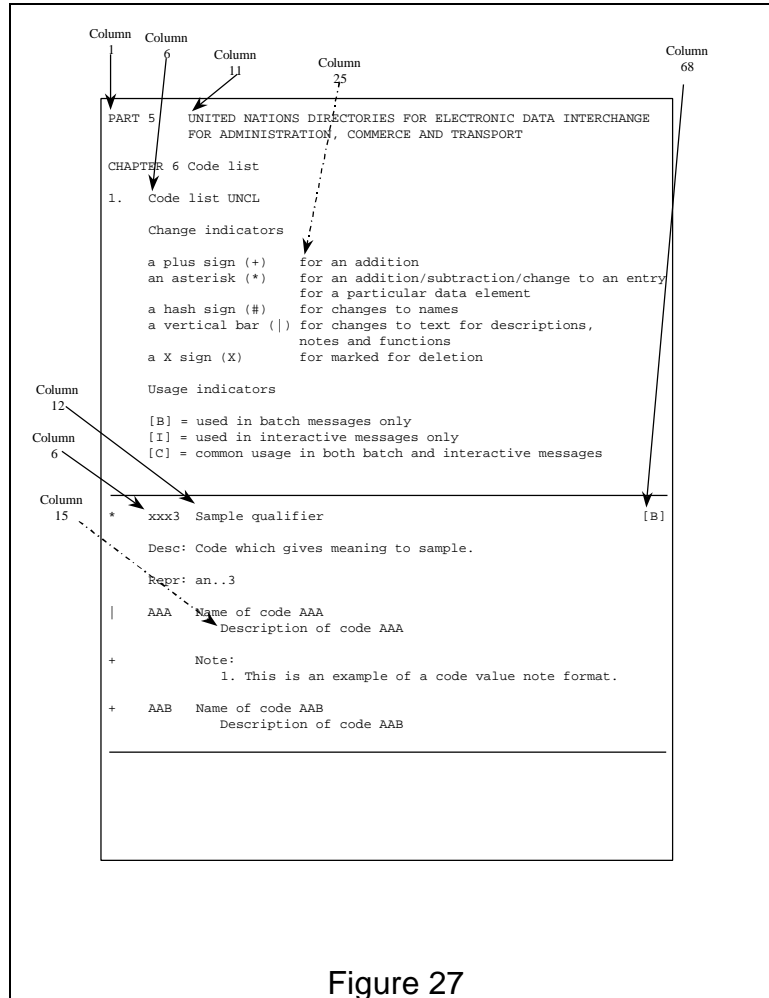 Column
1
Column
6
Column
11
Column
25
Column
68
PART 5 UNITED NATIONS DIRECTORIES FOR ELECTRONIC DATA INTERCHANGE
FOR ADMINISTRATION, COMMERCE AND TRANSPORT
CHAPTER 6 Code list
1. Code list UNCL
Change indicators
a plus sign (+) for an addition
an asterisk (*) for an addition/subtraction/change to an entry
for a particular data element
a hash sign (#) for changes to names
a vertical bar (|) for changes to text for descriptions,
notes and functions
a X sign (X) for marked for deletion
Column
12
Usage indicators
[B] = used in batch messages only
[I] = used in interactive messages only
[C] = common usage in both batch and interactive messages
Column
6
Column
15
* xxx3 Sample qualifier [B]
Desc: Code which gives meaning to sample.
Repr: an..3
| AAA Name of code AAA
Description of code AAA
+ Note:
1. This is an example of a code value note format.
+ AAB Name of code AAB
Description of code AAB
Figure 27